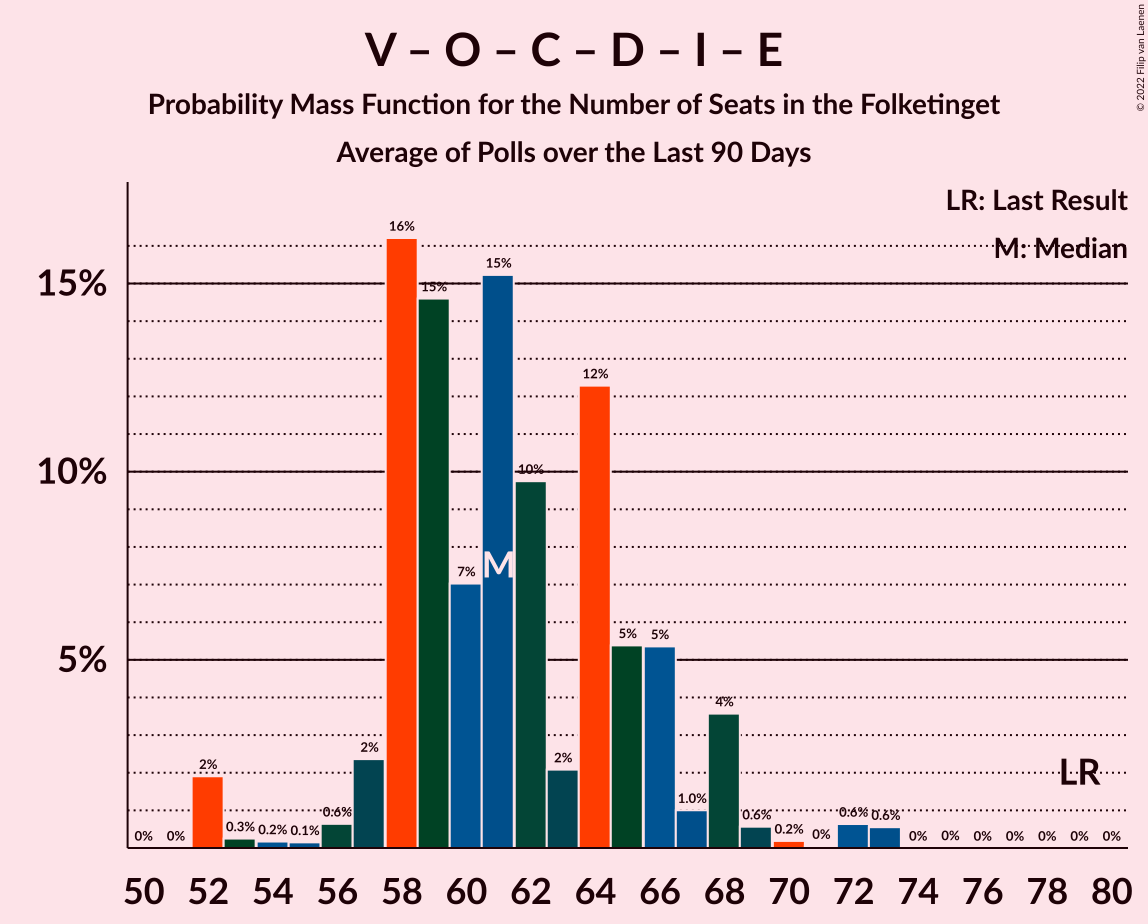 V – O – C – D – I – E
Probability Mass Function for the Number of Seats in the Folketinget
Average of Polls over the Last 90 Days
© 2022 Filip van Laenen
LR: Last Result
M: Median
15%
10%
5%
0% 0% 2% 0.3% 0.2% 0.1% 0.6% 2% 16% 15% 7% 15% 10% 2% 12% 5% 5% 1.0% 4% 0.6% 0.2% 0% 0.6% 0.6% 0% 0% 0% 0% 0% 0% 0%
M
LR
50 52 54 56 58 60 62 64 66 68 70 72 74 76 78 80